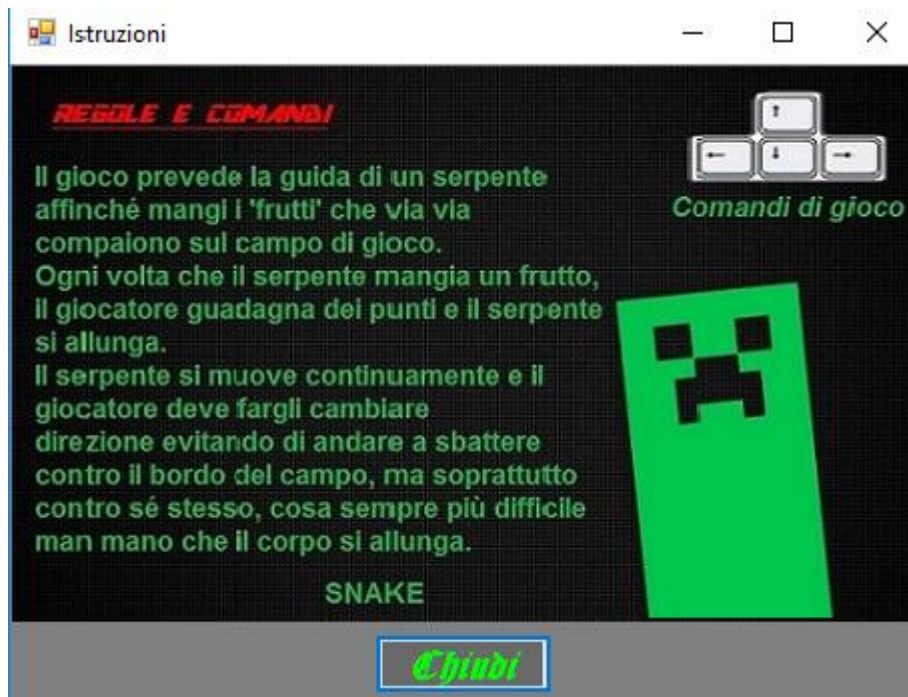 Istruzioni
REGOLE E COMANDI
Il gioco prevede la guida di un serpente
affinché mangi i 'frutti' che via via
compaiono sul campo di gioco.
Ogni volta che il serpente mangia un frutto,
il giocatore guadagna dei punti e il serpente
si allunga.
Il serpente si muove continuamente e il
giocatore deve fargli cambiare
direzione evitando di andare a sbattere
contro il bordo del campo, ma soprattutto
contro sé stesso, cosa sempre più difficile
man mano che il corpo si allunga.
SNAKE
↑
← ↓ →
Comandi di gioco
Chiudi